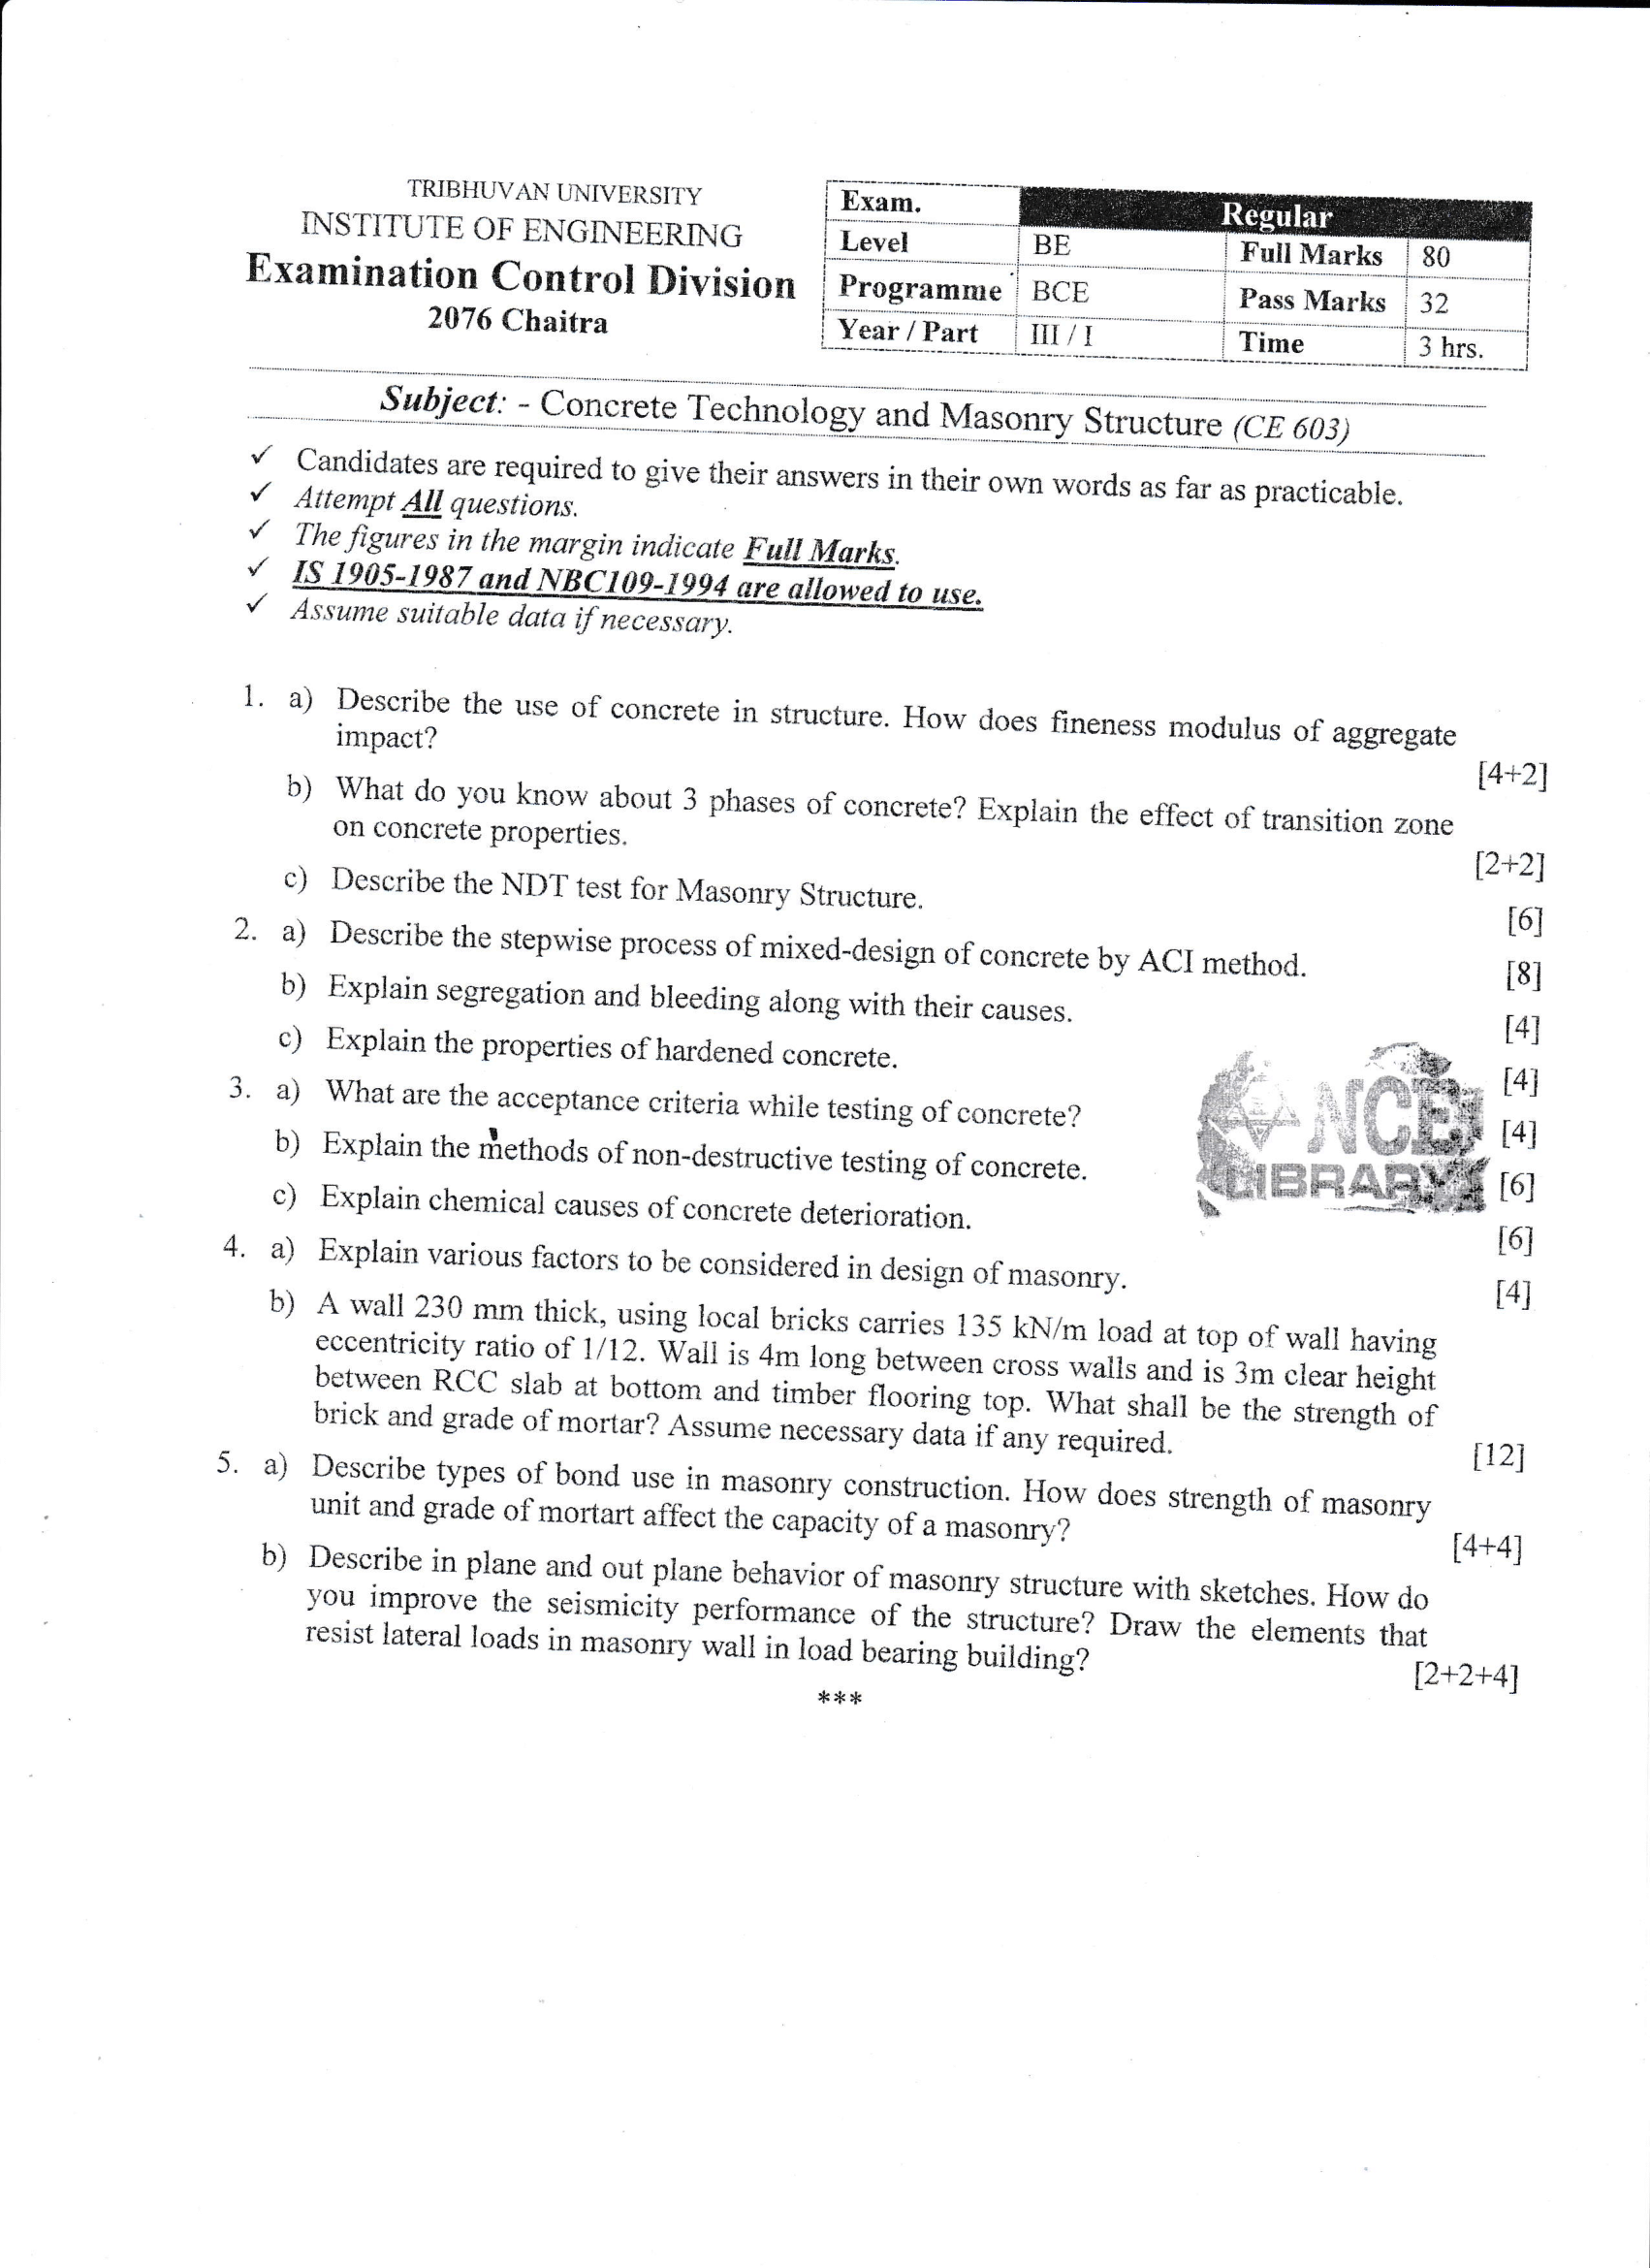 TRIBHUVAN UNIVERSITY
INSTITUTE OF ENGINEERING
Examination Control Division
2076 Chaitra
Exam. Regular
Level BE Full Marks 80
Programme BCE Pass Marks 32
Year / Part III / I Time 3 hrs.
Subject: - Concrete Technology and Masonry Structure (CE 603)
✓ Candidates are required to give their answers in their own words as far as practicable.
✓ Attempt All questions.
✓ The figures in the margin indicate Full Marks.
✓ IS 1905-1987 and NBC109-1994 are allowed to use.
✓ Assume suitable data if necessary.
1. a) Describe the use of concrete in structure. How does fineness modulus of aggregate
impact? [4+2]
b) What do you know about 3 phases of concrete? Explain the effect of transition zone
on concrete properties. [2+2]
c) Describe the NDT test for Masonry Structure. [6]
2. a) Describe the stepwise process of mixed-design of concrete by ACI method. [8]
b) Explain segregation and bleeding along with their causes. [4]
c) Explain the properties of hardened concrete. [4]
3. a) What are the acceptance criteria while testing of concrete? [4]
b) Explain the methods of non-destructive testing of concrete. [6]
c) Explain chemical causes of concrete deterioration. [6]
NCE
LIBRARY
4. a) Explain various factors to be considered in design of masonry. [4]
b) A wall 230 mm thick, using local bricks carries 135 kN/m load at top of wall having
eccentricity ratio of 1/12. Wall is 4m long between cross walls and is 3m clear height
between RCC slab at bottom and timber flooring top. What shall be the strength of
brick and grade of mortar? Assume necessary data if any required. [12]
5. a) Describe types of bond use in masonry construction. How does strength of masonry
unit and grade of mortart affect the capacity of a masonry? [4+4]
b) Describe in plane and out plane behavior of masonry structure with sketches. How do
you improve the seismicity performance of the structure? Draw the elements that
resist lateral loads in masonry wall in load bearing building? [2+2+4]
***